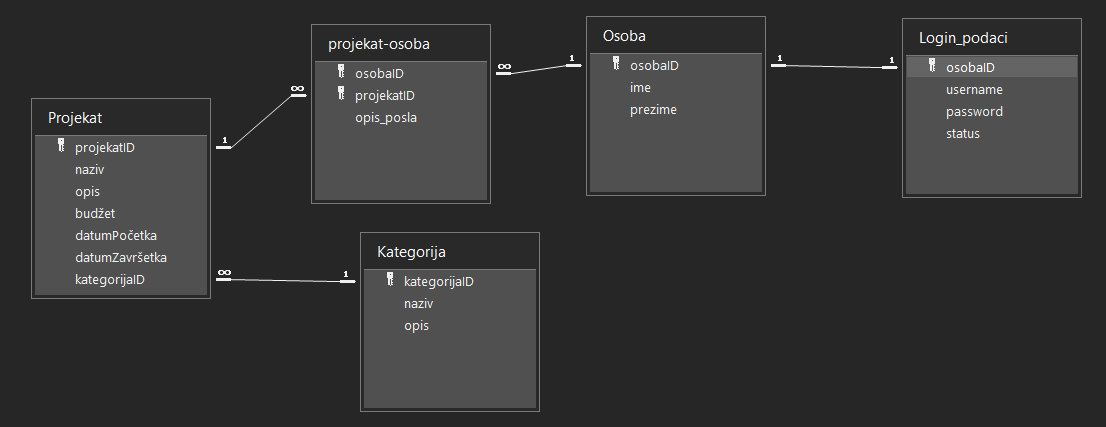 Projekat
projekatID
naziv
opis
budžet
datumPočetka
datumZavršetka
kategorijaID
1
∞
projekat-osoba
osobaID
projekatID
opis_posla
∞
1
Osoba
osobaID
ime
prezime
1
1
Login_podaci
osobaID
username
password
status
∞
1
Kategorija
kategorijaID
naziv
opis